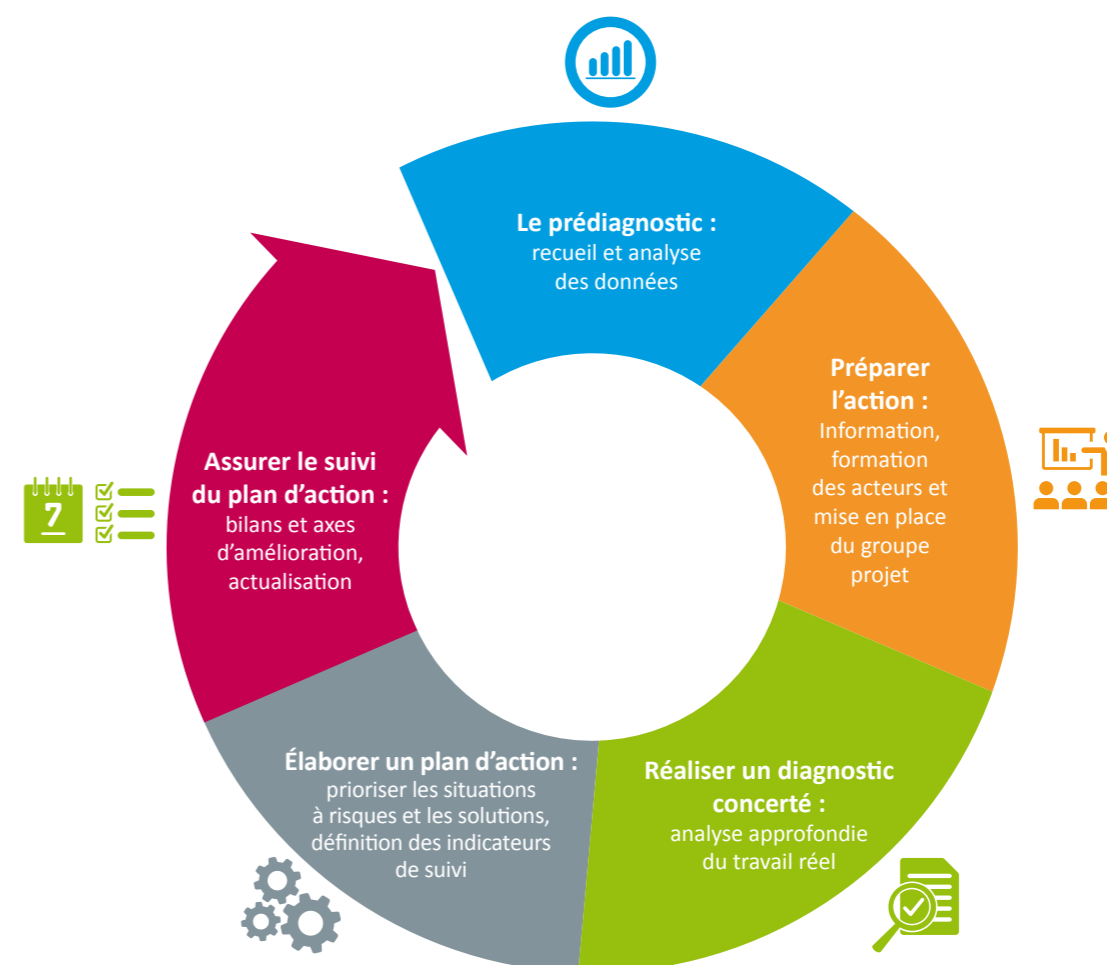 Le prédiagnostic :
recueil et analyse
des données
Préparer
l’action :
Information,
formation
des acteurs et
mise en place
du groupe
projet
Réaliser un diagnostic
concerté :
analyse approfondie
du travail réel
Élaborer un plan d’action :
prioriser les situations
à risques et les solutions,
définition des indicateurs
de suivi
Assurer le suivi
du plan d’action :
bilans et axes
d’amélioration,
actualisation
7